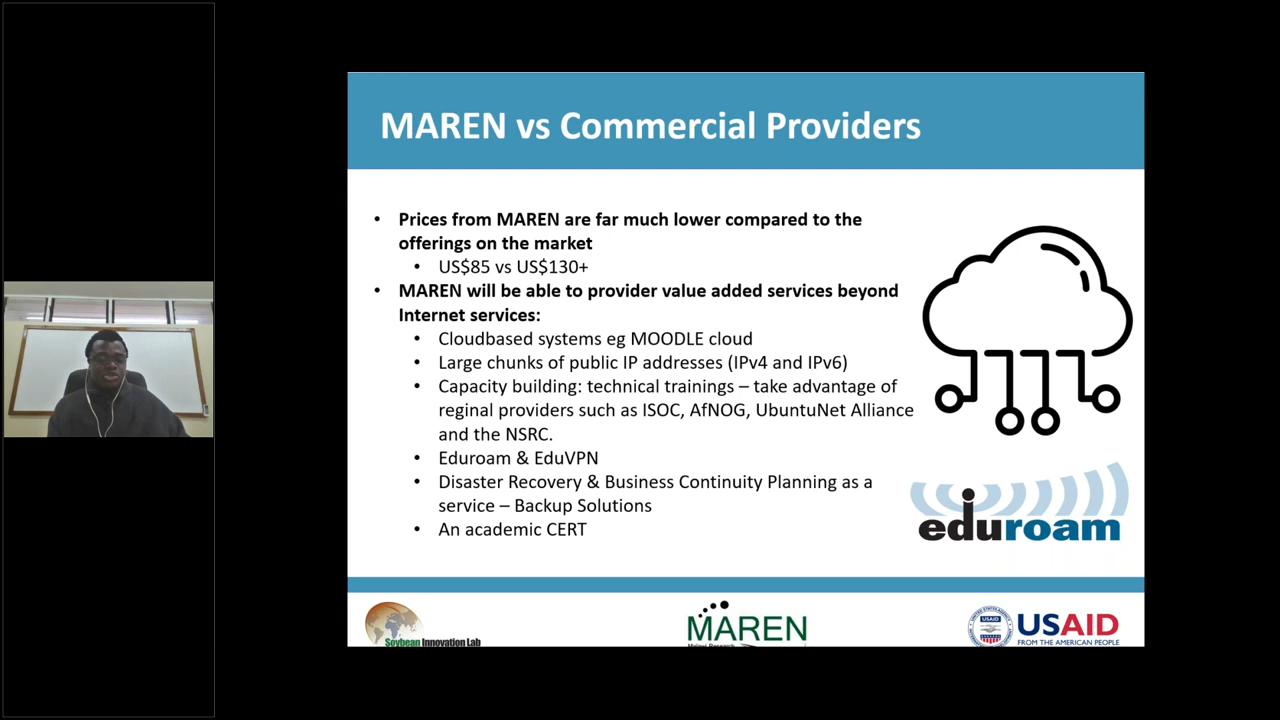 MAREN vs Commercial Providers
• Prices from MAREN are far much lower compared to the
offerings on the market
• US$85 vs US$130+
• MAREN will be able to provider value added services beyond
Internet services:
• Cloudbased systems eg MOODLE cloud
• Large chunks of public IP addresses (IPv4 and IPv6)
• Capacity building: technical trainings – take advantage of
reginal providers such as ISOC, AfNOG, UbuntuNet Alliance
and the NSRC.
• Eduroam & EduVPN
• Disaster Recovery & Business Continuity Planning as a
service – Backup Solutions
• An academic CERT
eduroam
Soybean Innovation Lab
MAREN
Malawi Research
USAID
USAID
FROM THE AMERICAN PEOPLE